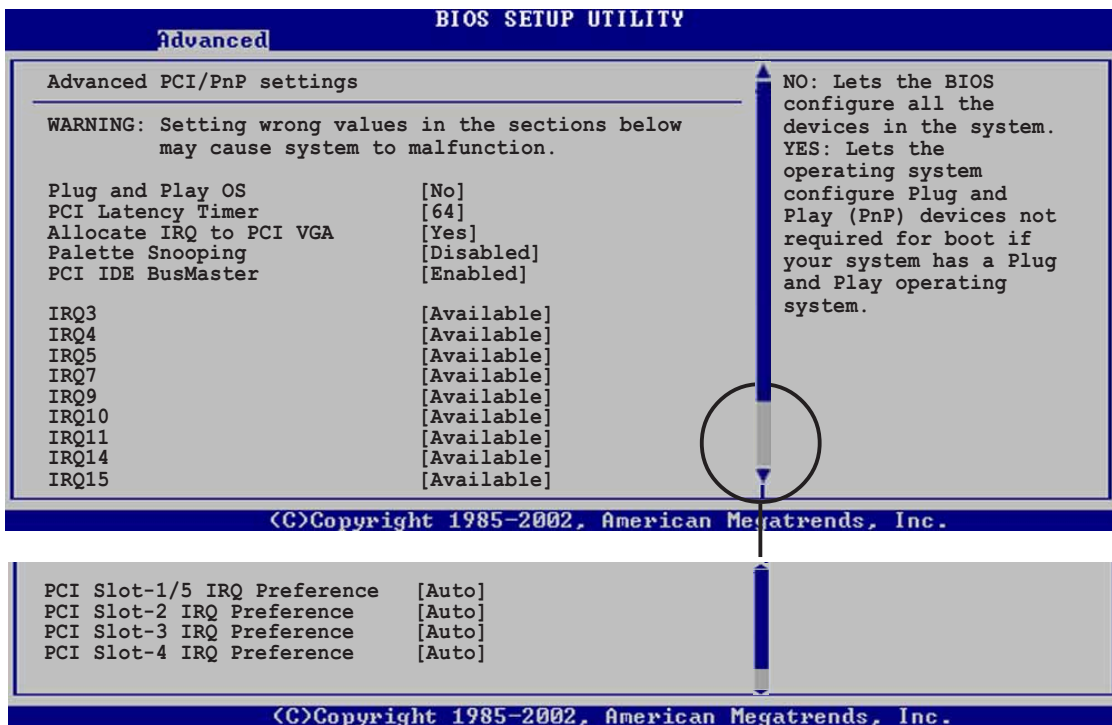 BIOS SETUP UTILITY
Advanced
Advanced PCI/PnP settings
WARNING: Setting wrong values in the sections below
may cause system to malfunction.
Plug and Play OS [No]
PCI Latency Timer [64]
Allocate IRQ to PCI VGA [Yes]
Palette Snooping [Disabled]
PCI IDE BusMaster [Enabled]
IRQ3 [Available]
IRQ4 [Available]
IRQ5 [Available]
IRQ7 [Available]
IRQ9 [Available]
IRQ10 [Available]
IRQ11 [Available]
IRQ14 [Available]
IRQ15 [Available]
NO: Lets the BIOS
configure all the
devices in the system.
YES: Lets the
operating system
configure Plug and
Play (PnP) devices not
required for boot if
your system has a Plug
and Play operating
system.
(C)Copyright 1985-2002, American Megatrends, Inc.
PCI Slot-1/5 IRQ Preference [Auto]
PCI Slot-2 IRQ Preference [Auto]
PCI Slot-3 IRQ Preference [Auto]
PCI Slot-4 IRQ Preference [Auto]
(C)Copyright 1985-2002, American Megatrends, Inc.